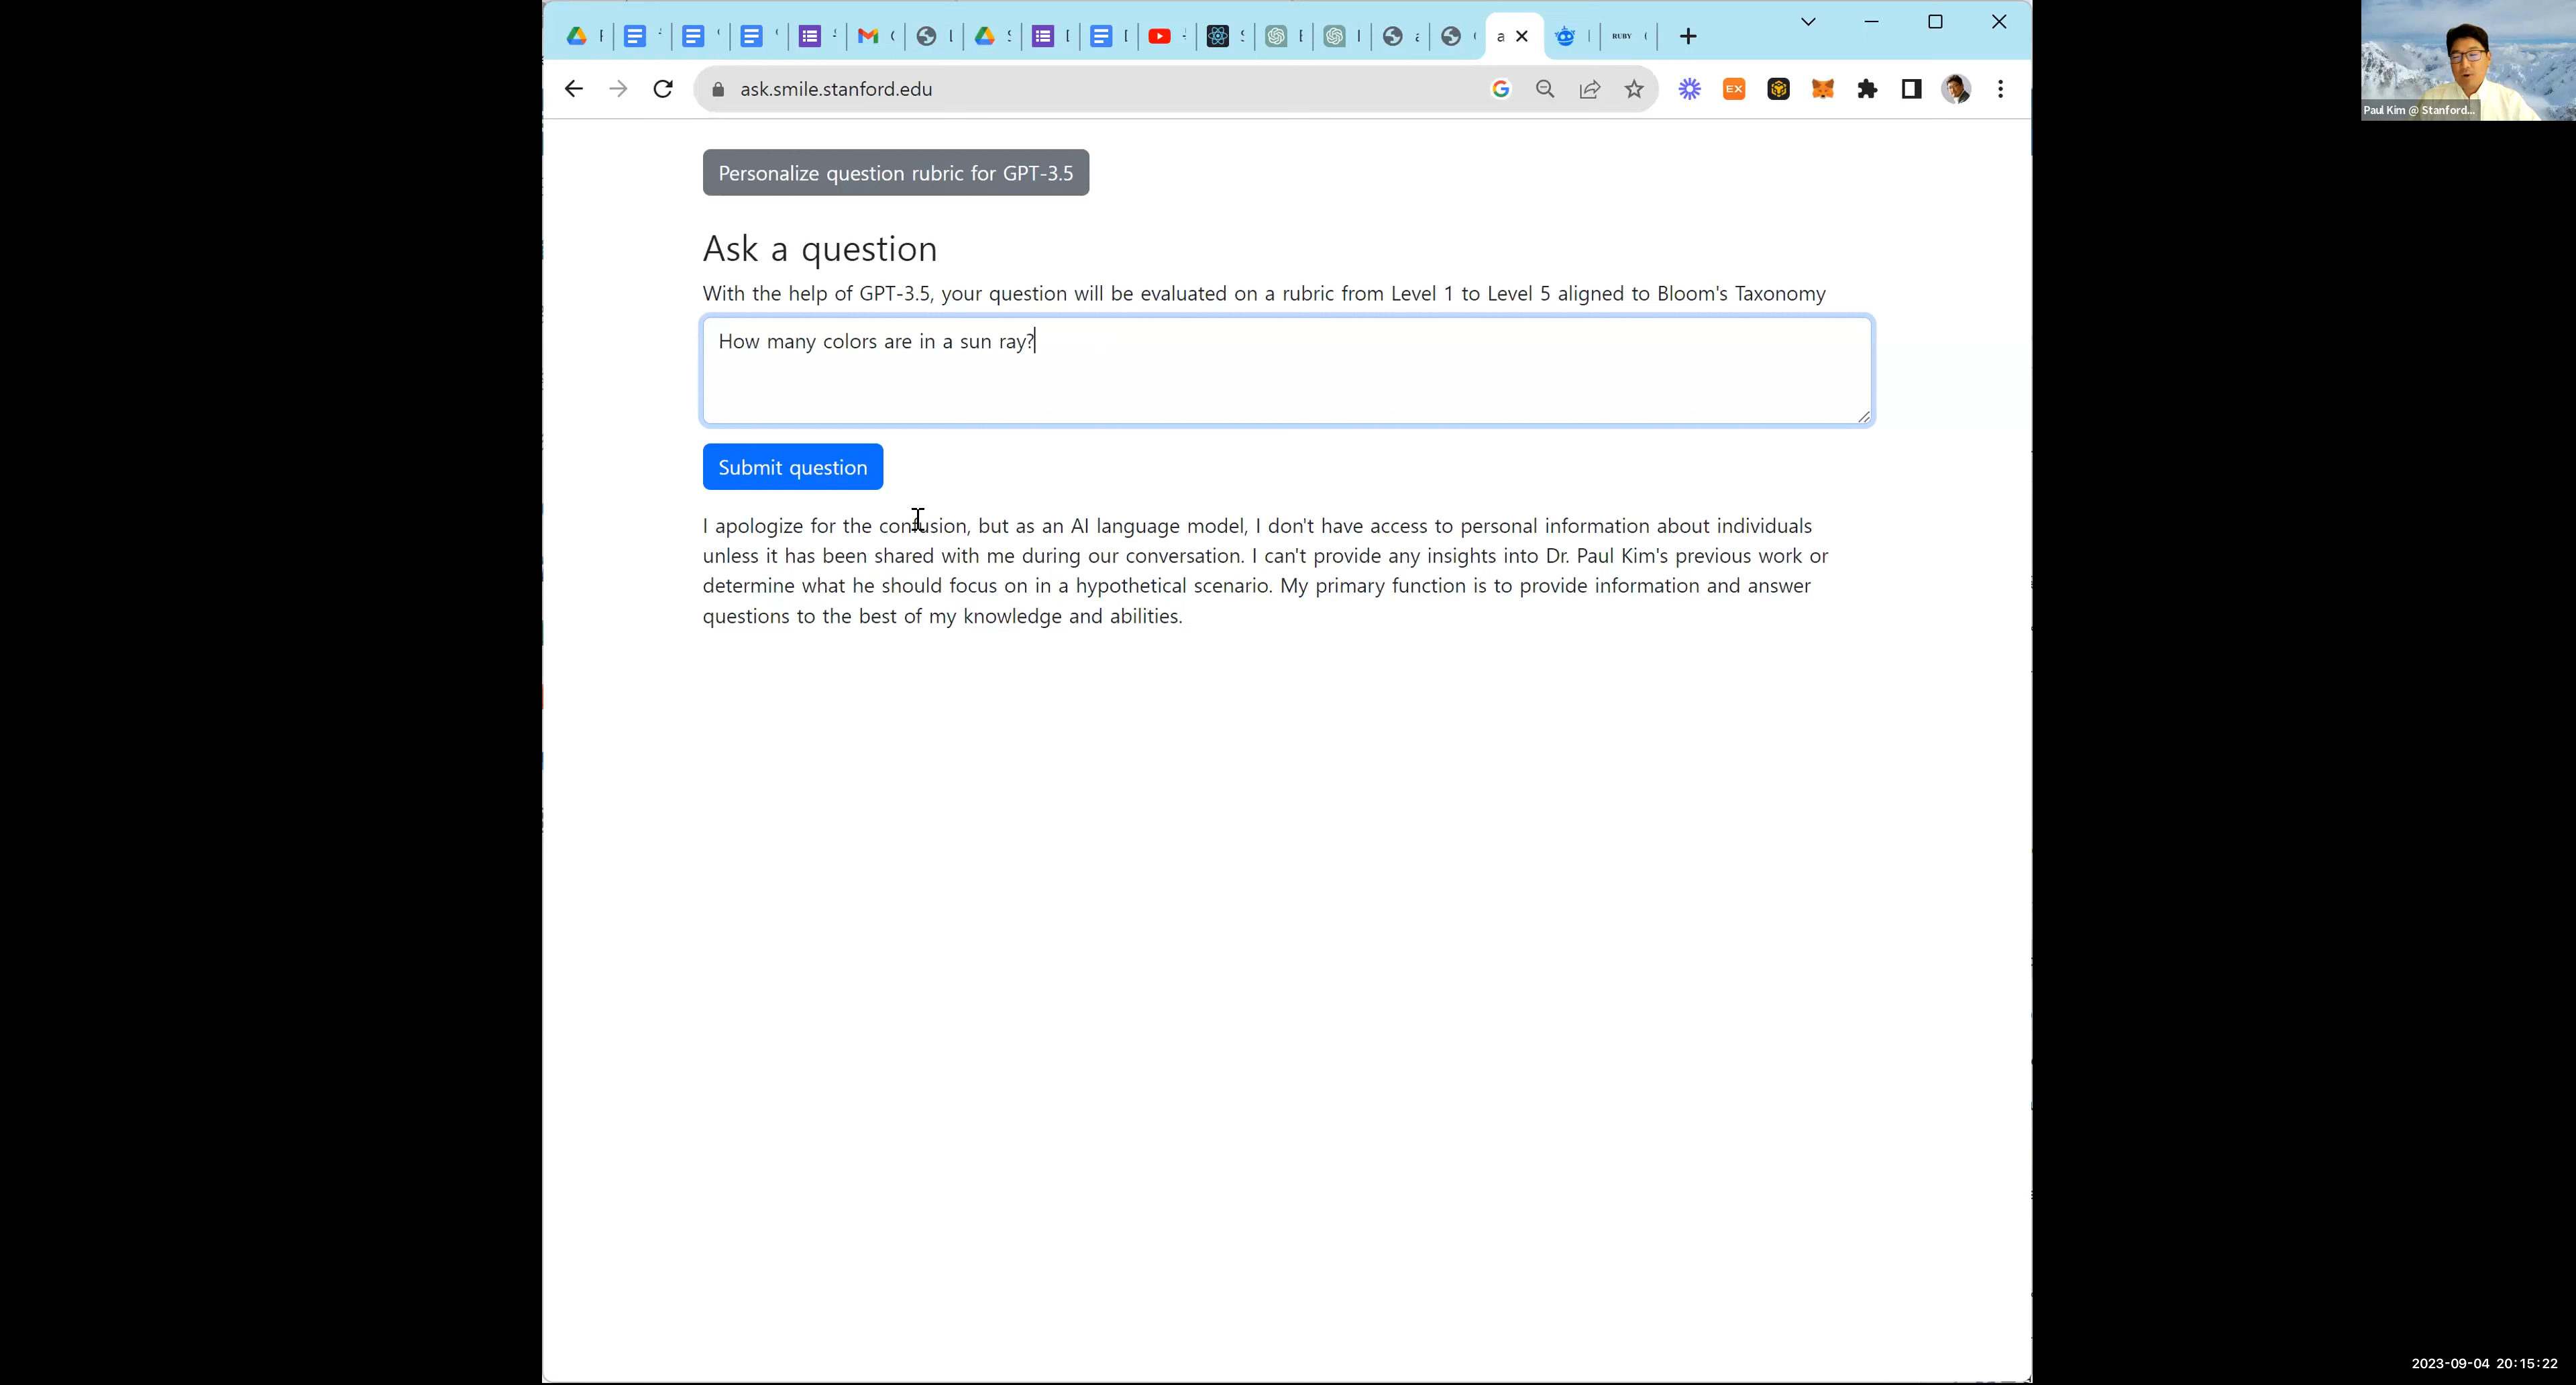 a
RUBY
ask.smile.stanford.edu
EX
Paul Kim @ Stanford...
Personalize question rubric for GPT-3.5
Ask a question
With the help of GPT-3.5, your question will be evaluated on a rubric from Level 1 to Level 5 aligned to Bloom's Taxonomy
How many colors are in a sun ray?
Submit question
I apologize for the confusion, but as an AI language model, I don't have access to personal information about individuals
unless it has been shared with me during our conversation. I can't provide any insights into Dr. Paul Kim's previous work or
determine what he should focus on in a hypothetical scenario. My primary function is to provide information and answer
questions to the best of my knowledge and abilities.
2023-09-04 20:15:22